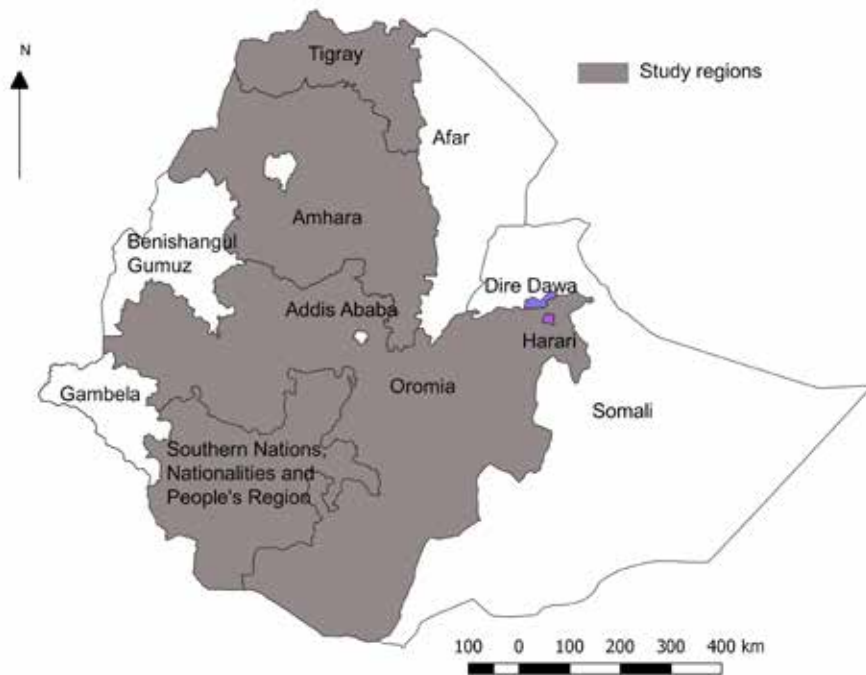 Tigray
N
Study regions
Afar
Amhara
Benishangul
Gumuz
Dire Dawa
Addis Ababa
Harari
Gambela
Oromia
Somali
Southern Nations,
Nationalities and
People's Region
100 0 100 200 300 400 km